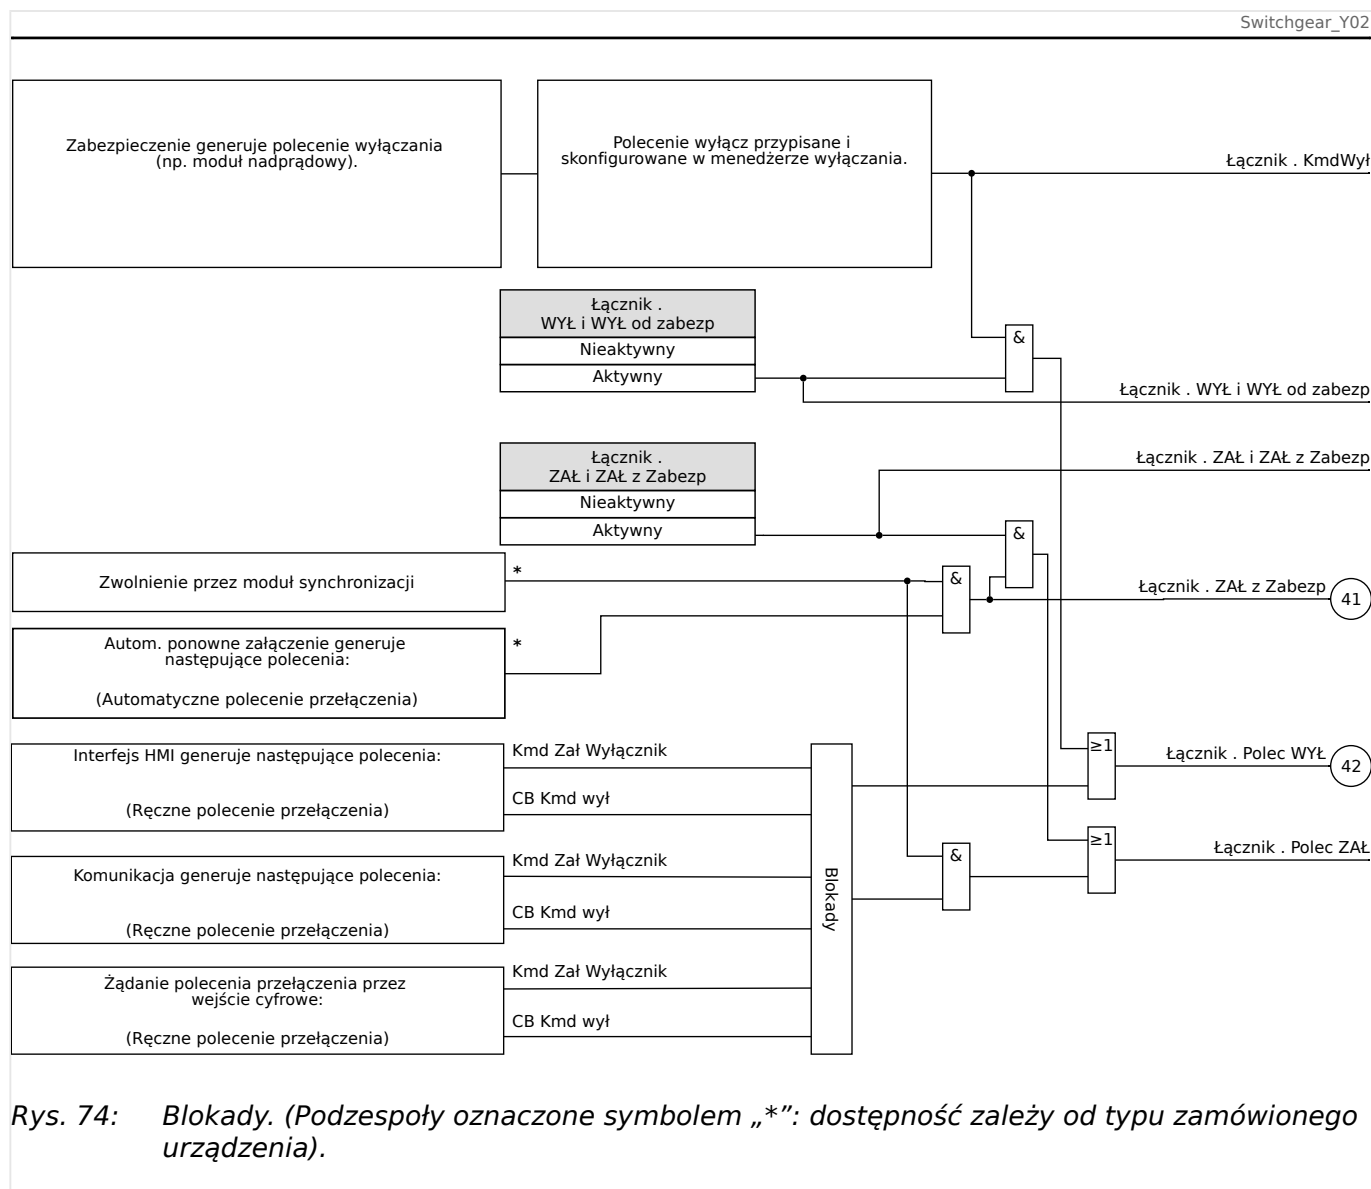 Switchgear_Y02
Zabezpieczenie generuje polecenie wyłączania
(np. moduł nadprądowy).
Polecenie wyłącz przypisane i
skonfigurowane w menedżerze wyłączania.
Łącznik . KmdWył
Łącznik .
WYŁ i WYŁ od zabezp
Nieaktywny
Aktywny
&
Łącznik . WYŁ i WYŁ od zabezp
Łącznik .
ZAŁ i ZAŁ z Zabezp
Nieaktywny
Aktywny
Łącznik . ZAŁ i ZAŁ z Zabezp
&
Zwolnienie przez moduł synchronizacji
*
&
Łącznik . ZAŁ z Zabezp
41
Autom. ponowne załączenie generuje
następujące polecenia:
(Automatyczne polecenie przełączenia)
*
Interfejs HMI generuje następujące polecenia:
(Ręczne polecenie przełączenia)
Kmd Zał Wyłącznik
CB Kmd wył
≥1
Łącznik . Polec WYŁ
42
Komunikacja generuje następujące polecenia:
(Ręczne polecenie przełączenia)
Kmd Zał Wyłącznik
CB Kmd wył
Blokady
&
≥1
Łącznik . Polec ZAŁ
Żądanie polecenia przełączenia przez
wejście cyfrowe:
(Ręczne polecenie przełączenia)
Kmd Zał Wyłącznik
CB Kmd wył
Rys. 74: Blokady. (Podzespoły oznaczone symbolem „*”: dostępność zależy od typu zamówionego
urządzenia).